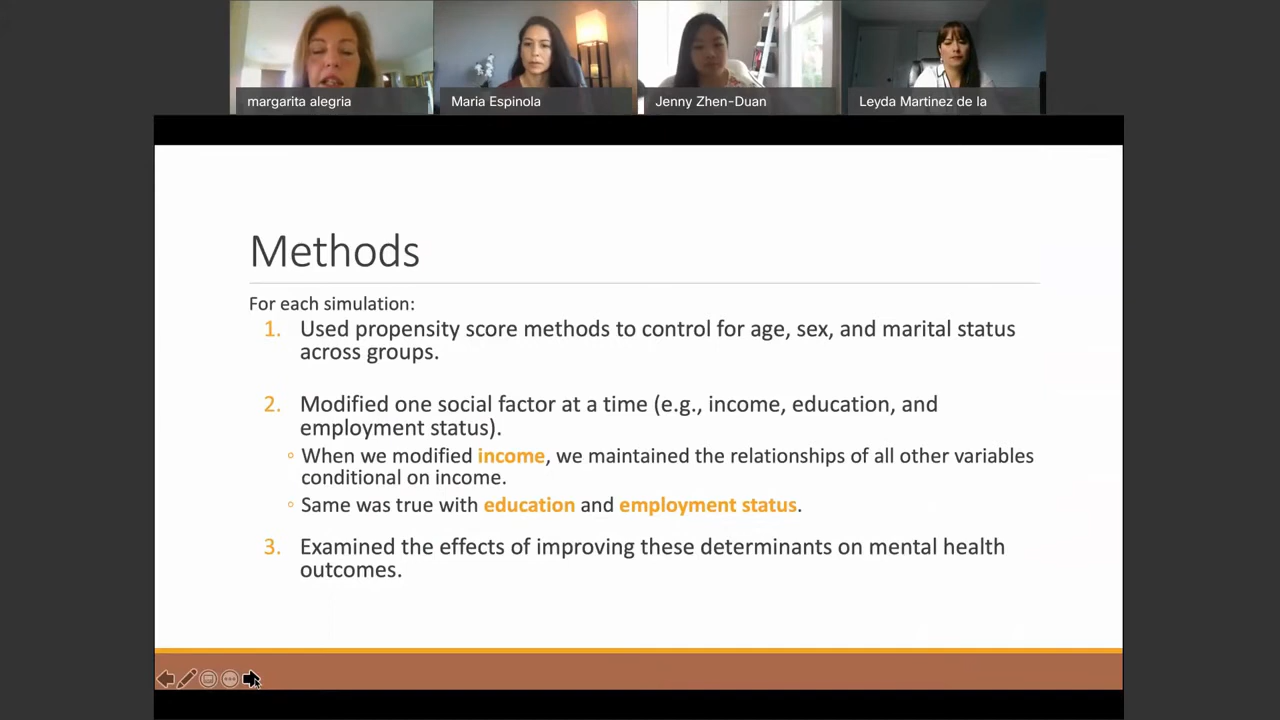 margarita alegria
Maria Espinola
Jenny Zhen-Duan
Leyda Martinez de la
Methods
For each simulation:
1. Used propensity score methods to control for age, sex, and marital status
across groups.
2. Modified one social factor at a time (e.g., income, education, and
employment status).
◦ When we modified income, we maintained the relationships of all other variables
conditional on income.
◦ Same was true with education and employment status.
3. Examined the effects of improving these determinants on mental health
outcomes.